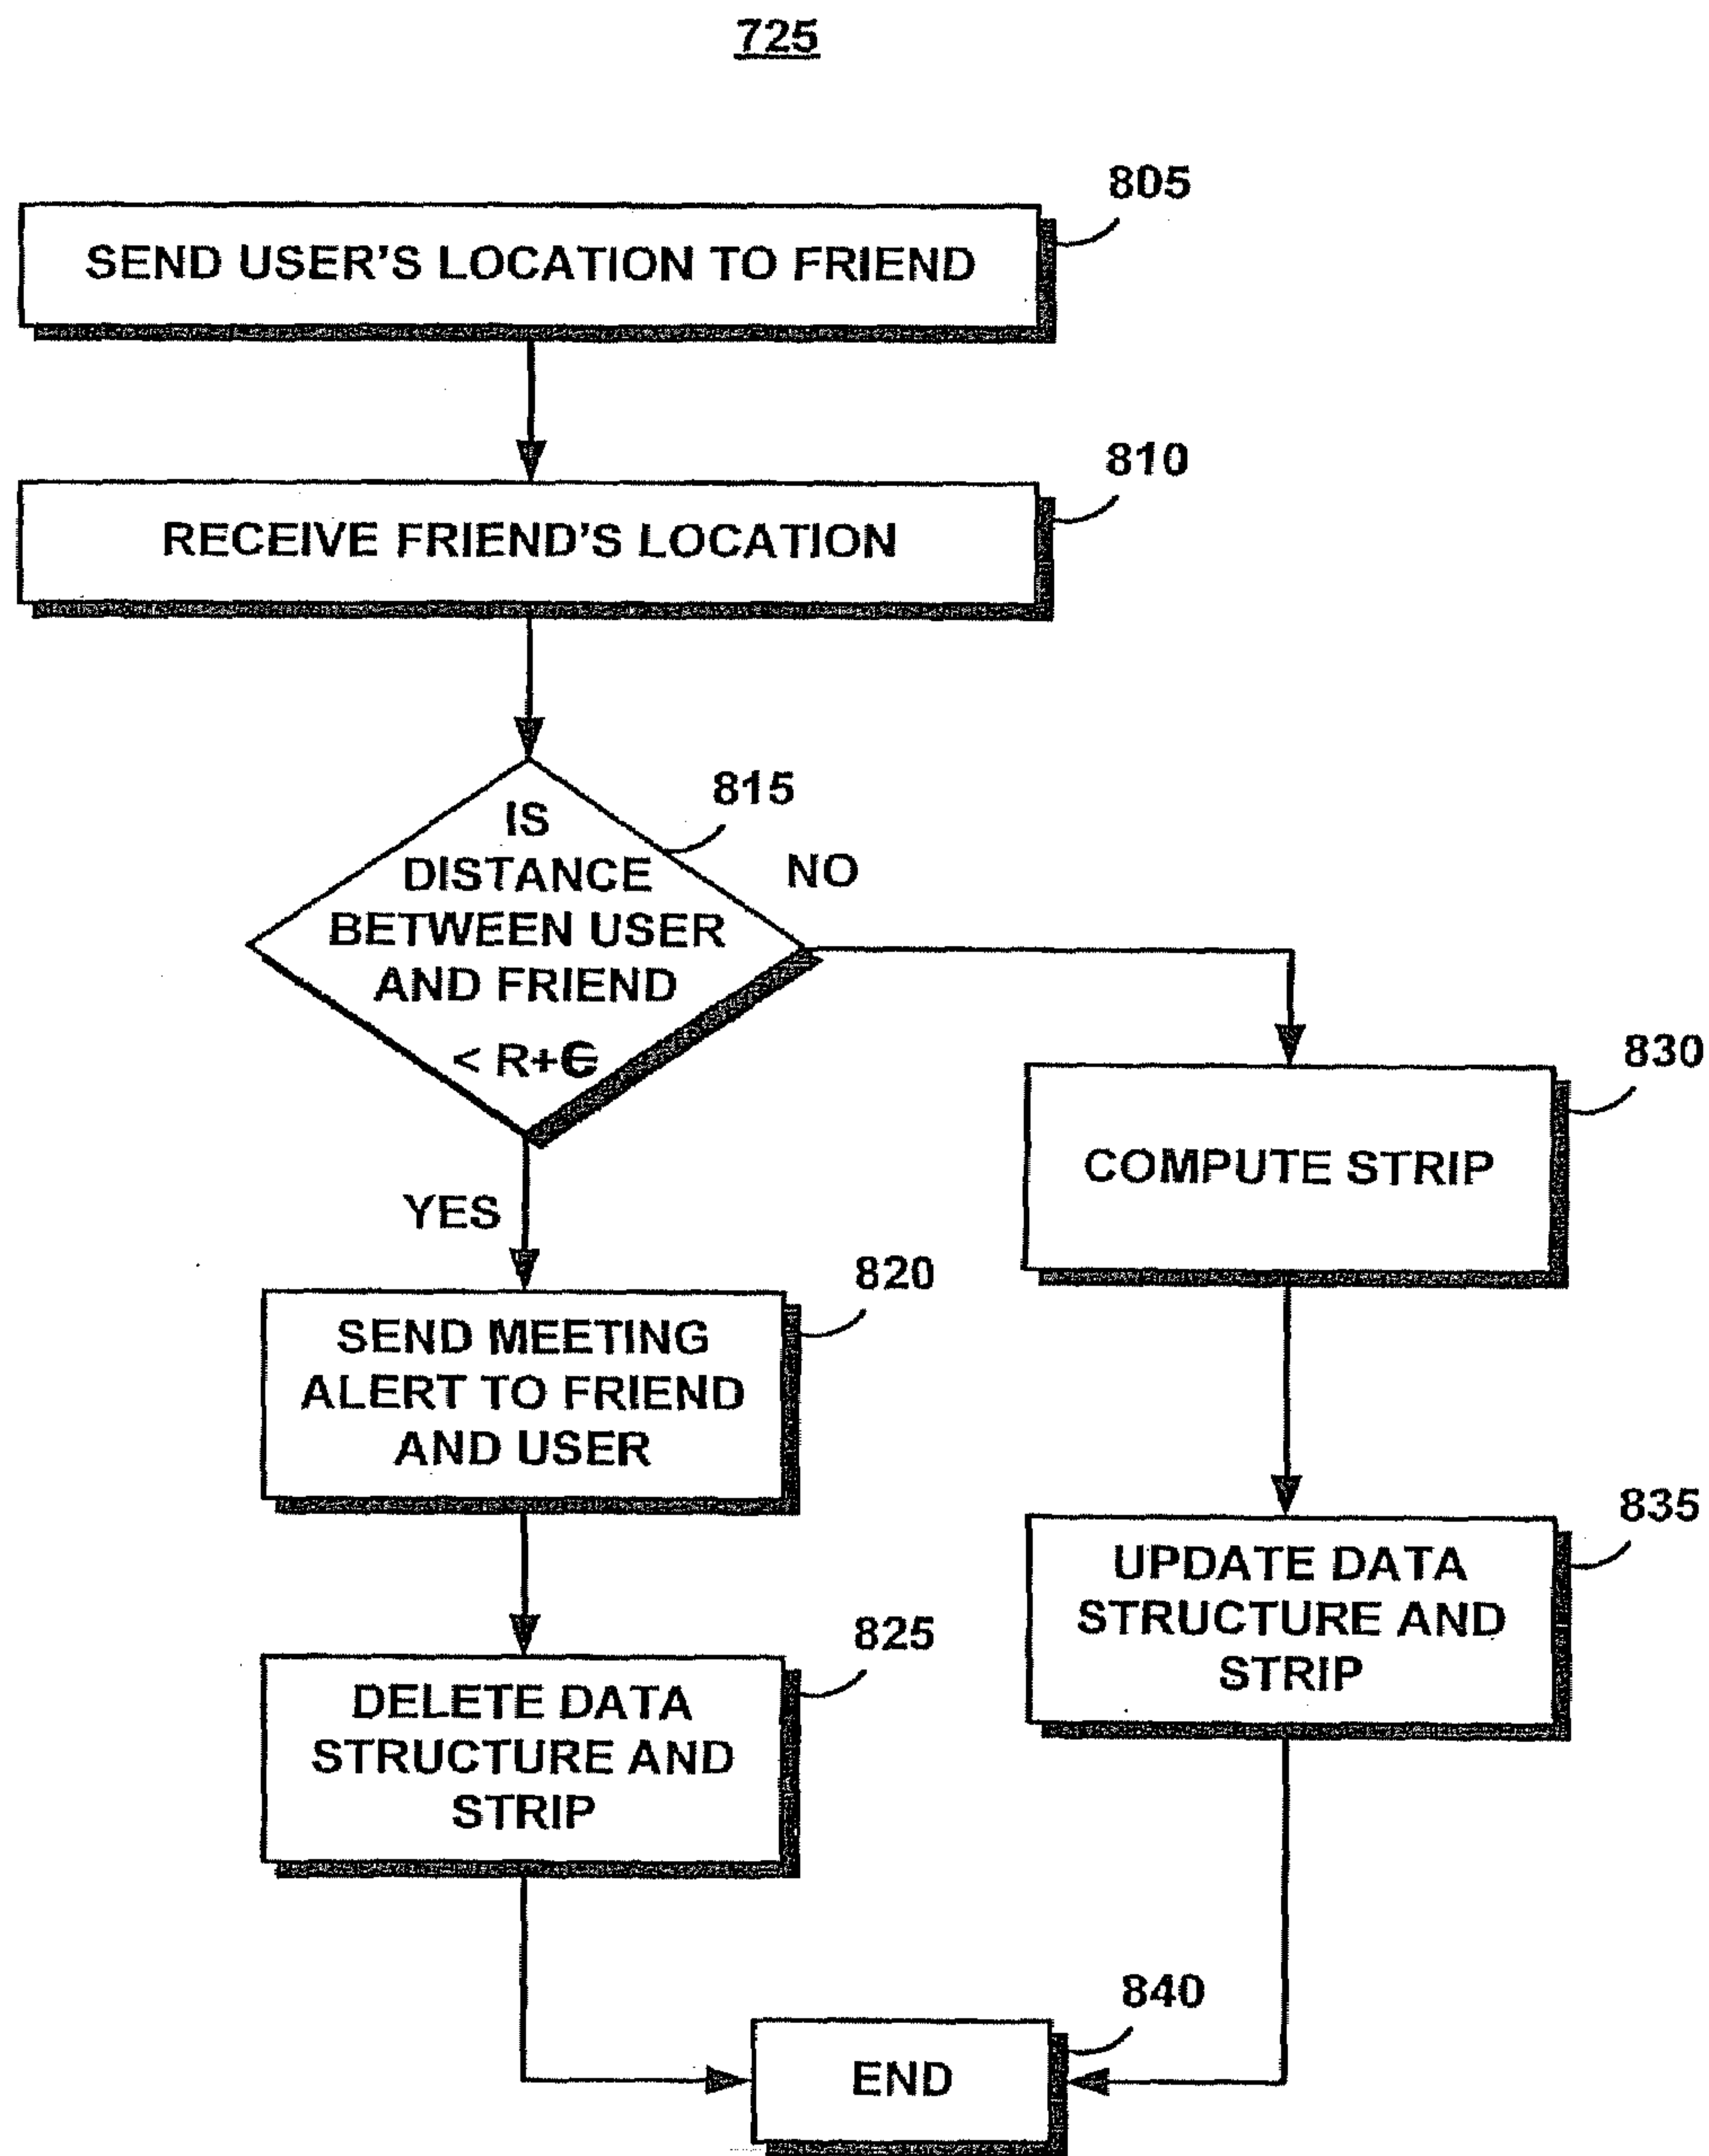 725
805
SEND USER'S LOCATION TO FRIEND
810
RECEIVE FRIEND'S LOCATION
815
IS
DISTANCE
BETWEEN USER
AND FRIEND
< R+Є
NO
YES
830
COMPUTE STRIP
820
SEND MEETING
ALERT TO FRIEND
AND USER
835
UPDATE DATA
STRUCTURE AND
STRIP
825
DELETE DATA
STRUCTURE AND
STRIP
840
END